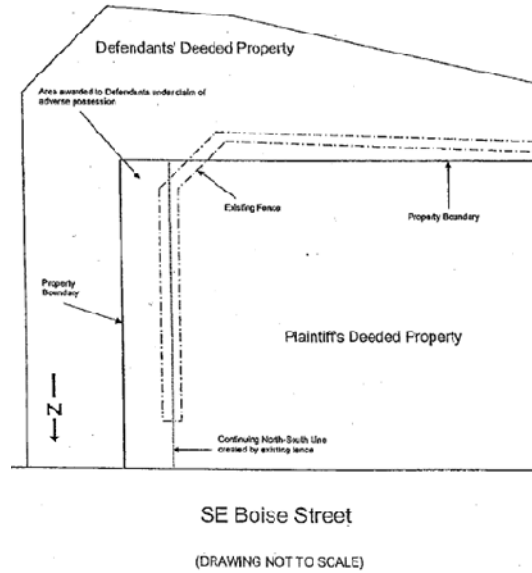 Defendants' Deeded Property
Area awarded to Defendants under claim of
adverse possession
Existing Fence
Property Boundary
Property
Boundary
Plaintiff's Deeded Property
N
Continuing North-South Line
created by existing fence
SE Boise Street
(DRAWING NOT TO SCALE)